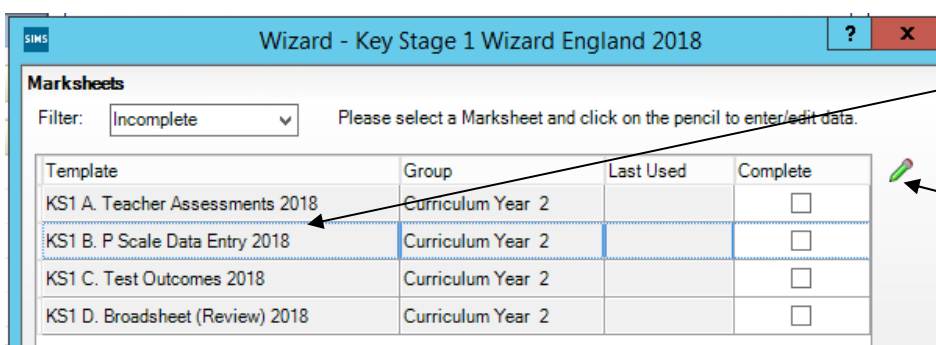 SIMS Wizard - Key Stage 1 Wizard England 2018 ? x
Marksheets
Filter: Incomplete Please select a Marksheet and click on the pencil to enter/edit data.
Template Group Last Used Complete
KS1 A. Teacher Assessments 2018 Curriculum Year 2
KS1 B. P Scale Data Entry 2018 Curriculum Year 2
KS1 C. Test Outcomes 2018 Curriculum Year 2
KS1 D. Broadsheet (Review) 2018 Curriculum Year 2